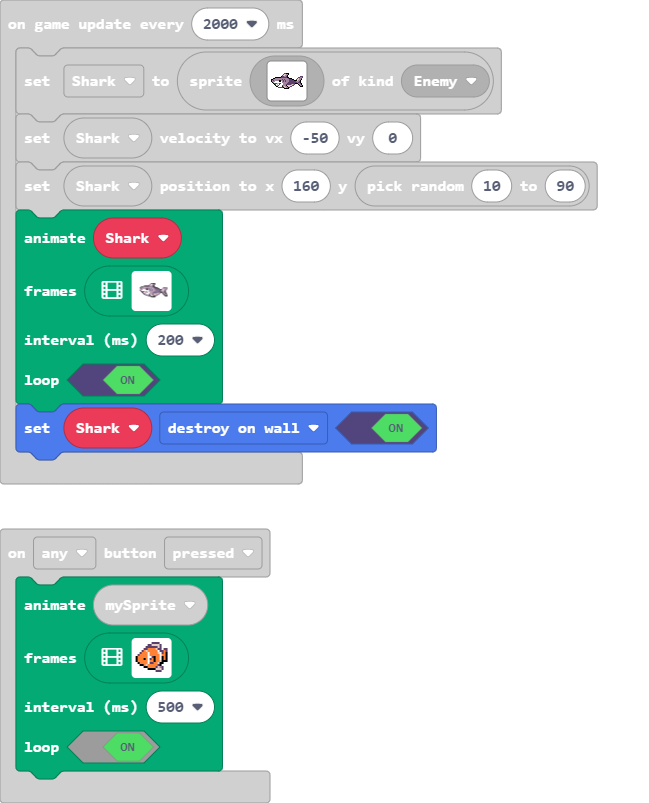 on game update every 2000 ms
set Shark to sprite of kind Enemy
set Shark velocity to vx -50 vy 0
set Shark position to x 160 y pick random 10 to 90
animate Shark
frames
interval (ms) 200
loop ON
set Shark destroy on wall ON
on any button pressed
animate mySprite
frames
interval (ms) 500
loop ON